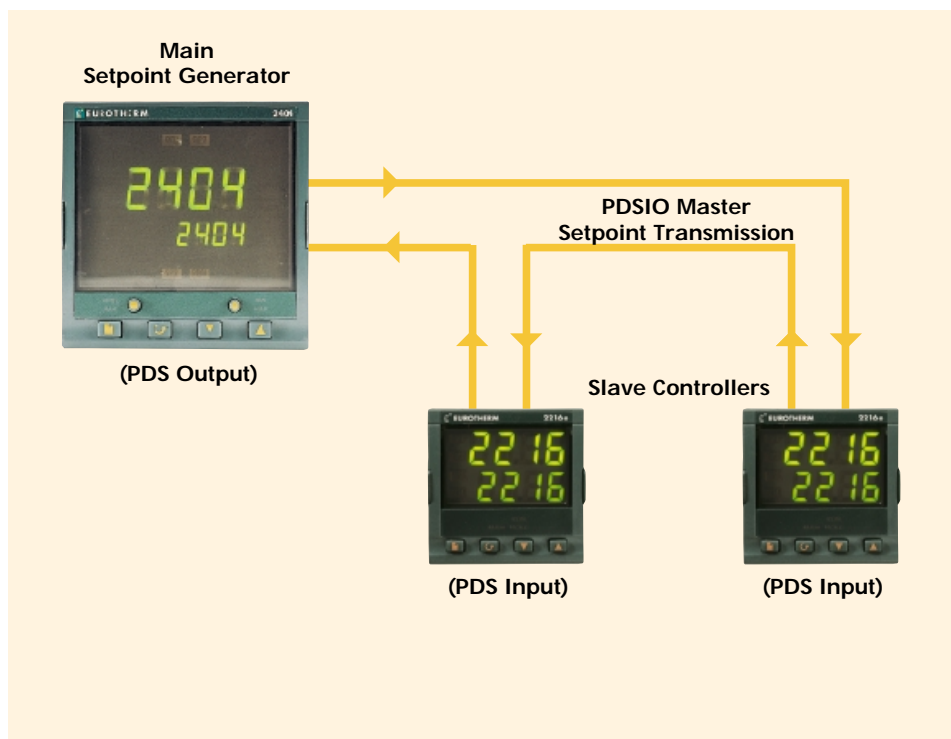 Main
Setpoint Generator
EUROTHERM
2408
2404
2404
(PDS Output)
PDSIO Master
Setpoint Transmission
Slave Controllers
EUROTHERM
2216e
2216
2216
(PDS Input)
EUROTHERM
2216e
2216
2216
(PDS Input)